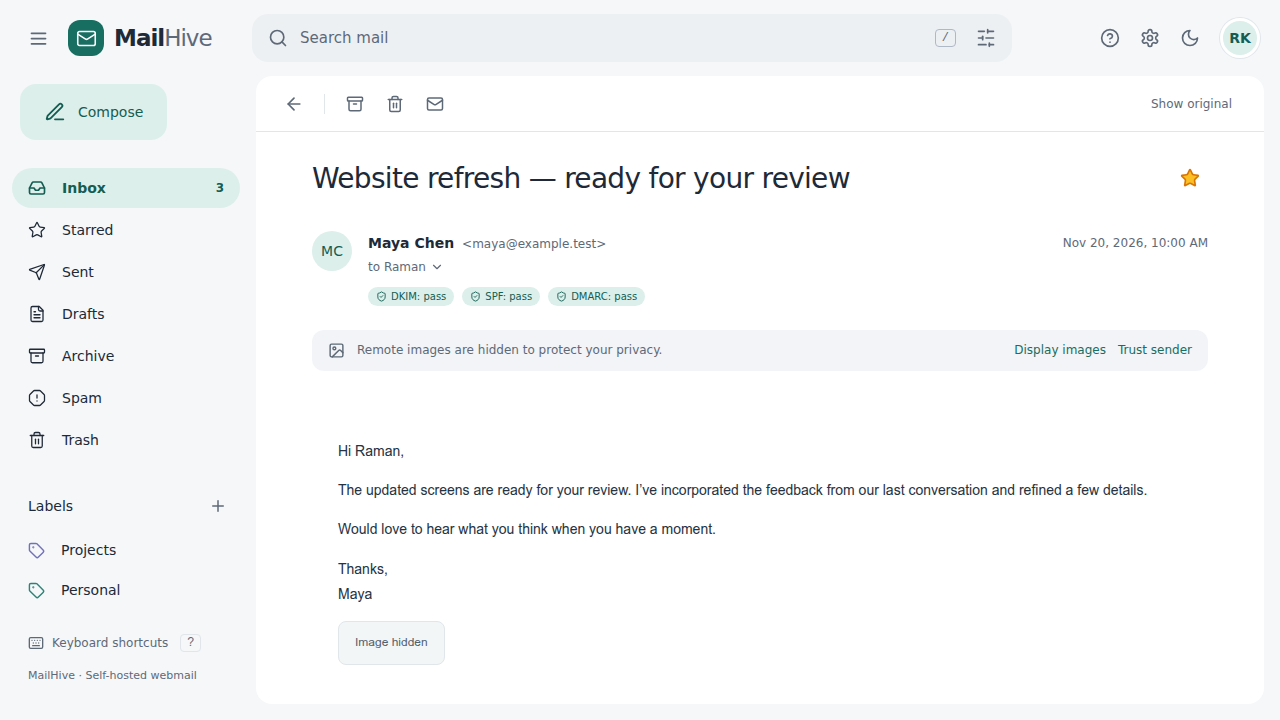 MailHive
Search mail
/
RK
Compose
Inbox 3
Starred
Sent
Drafts
Archive
Spam
Trash
Labels
Projects
Personal
Keyboard shortcuts ?
MailHive · Self-hosted webmail
Show original
Website refresh — ready for your review
MC
Maya Chen <maya@example.test>
Nov 20, 2026, 10:00 AM
to Raman
DKIM: pass SPF: pass DMARC: pass
Remote images are hidden to protect your privacy.
Display images Trust sender
Hi Raman,
The updated screens are ready for your review. I’ve incorporated the feedback from our last conversation and refined a few details.
Would love to hear what you think when you have a moment.
Thanks,
Maya
Image hidden